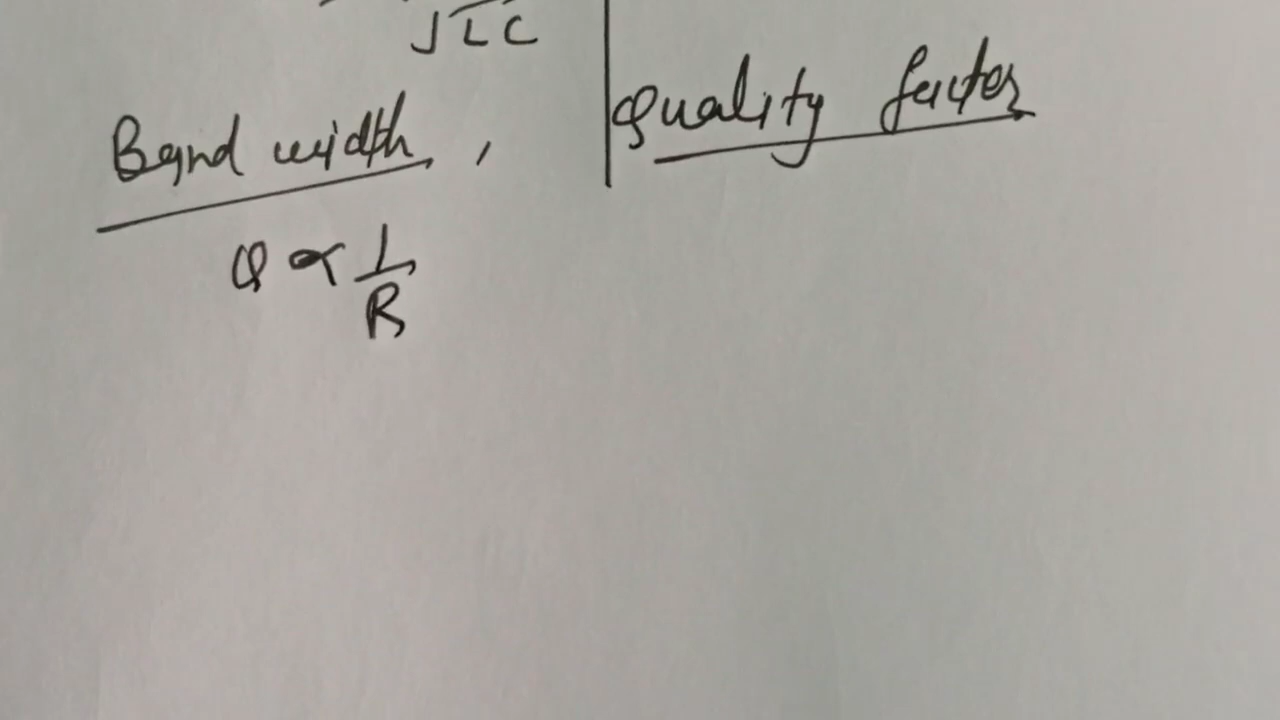 √LC
Band width,
Q ∝ 1/R
Quality factor